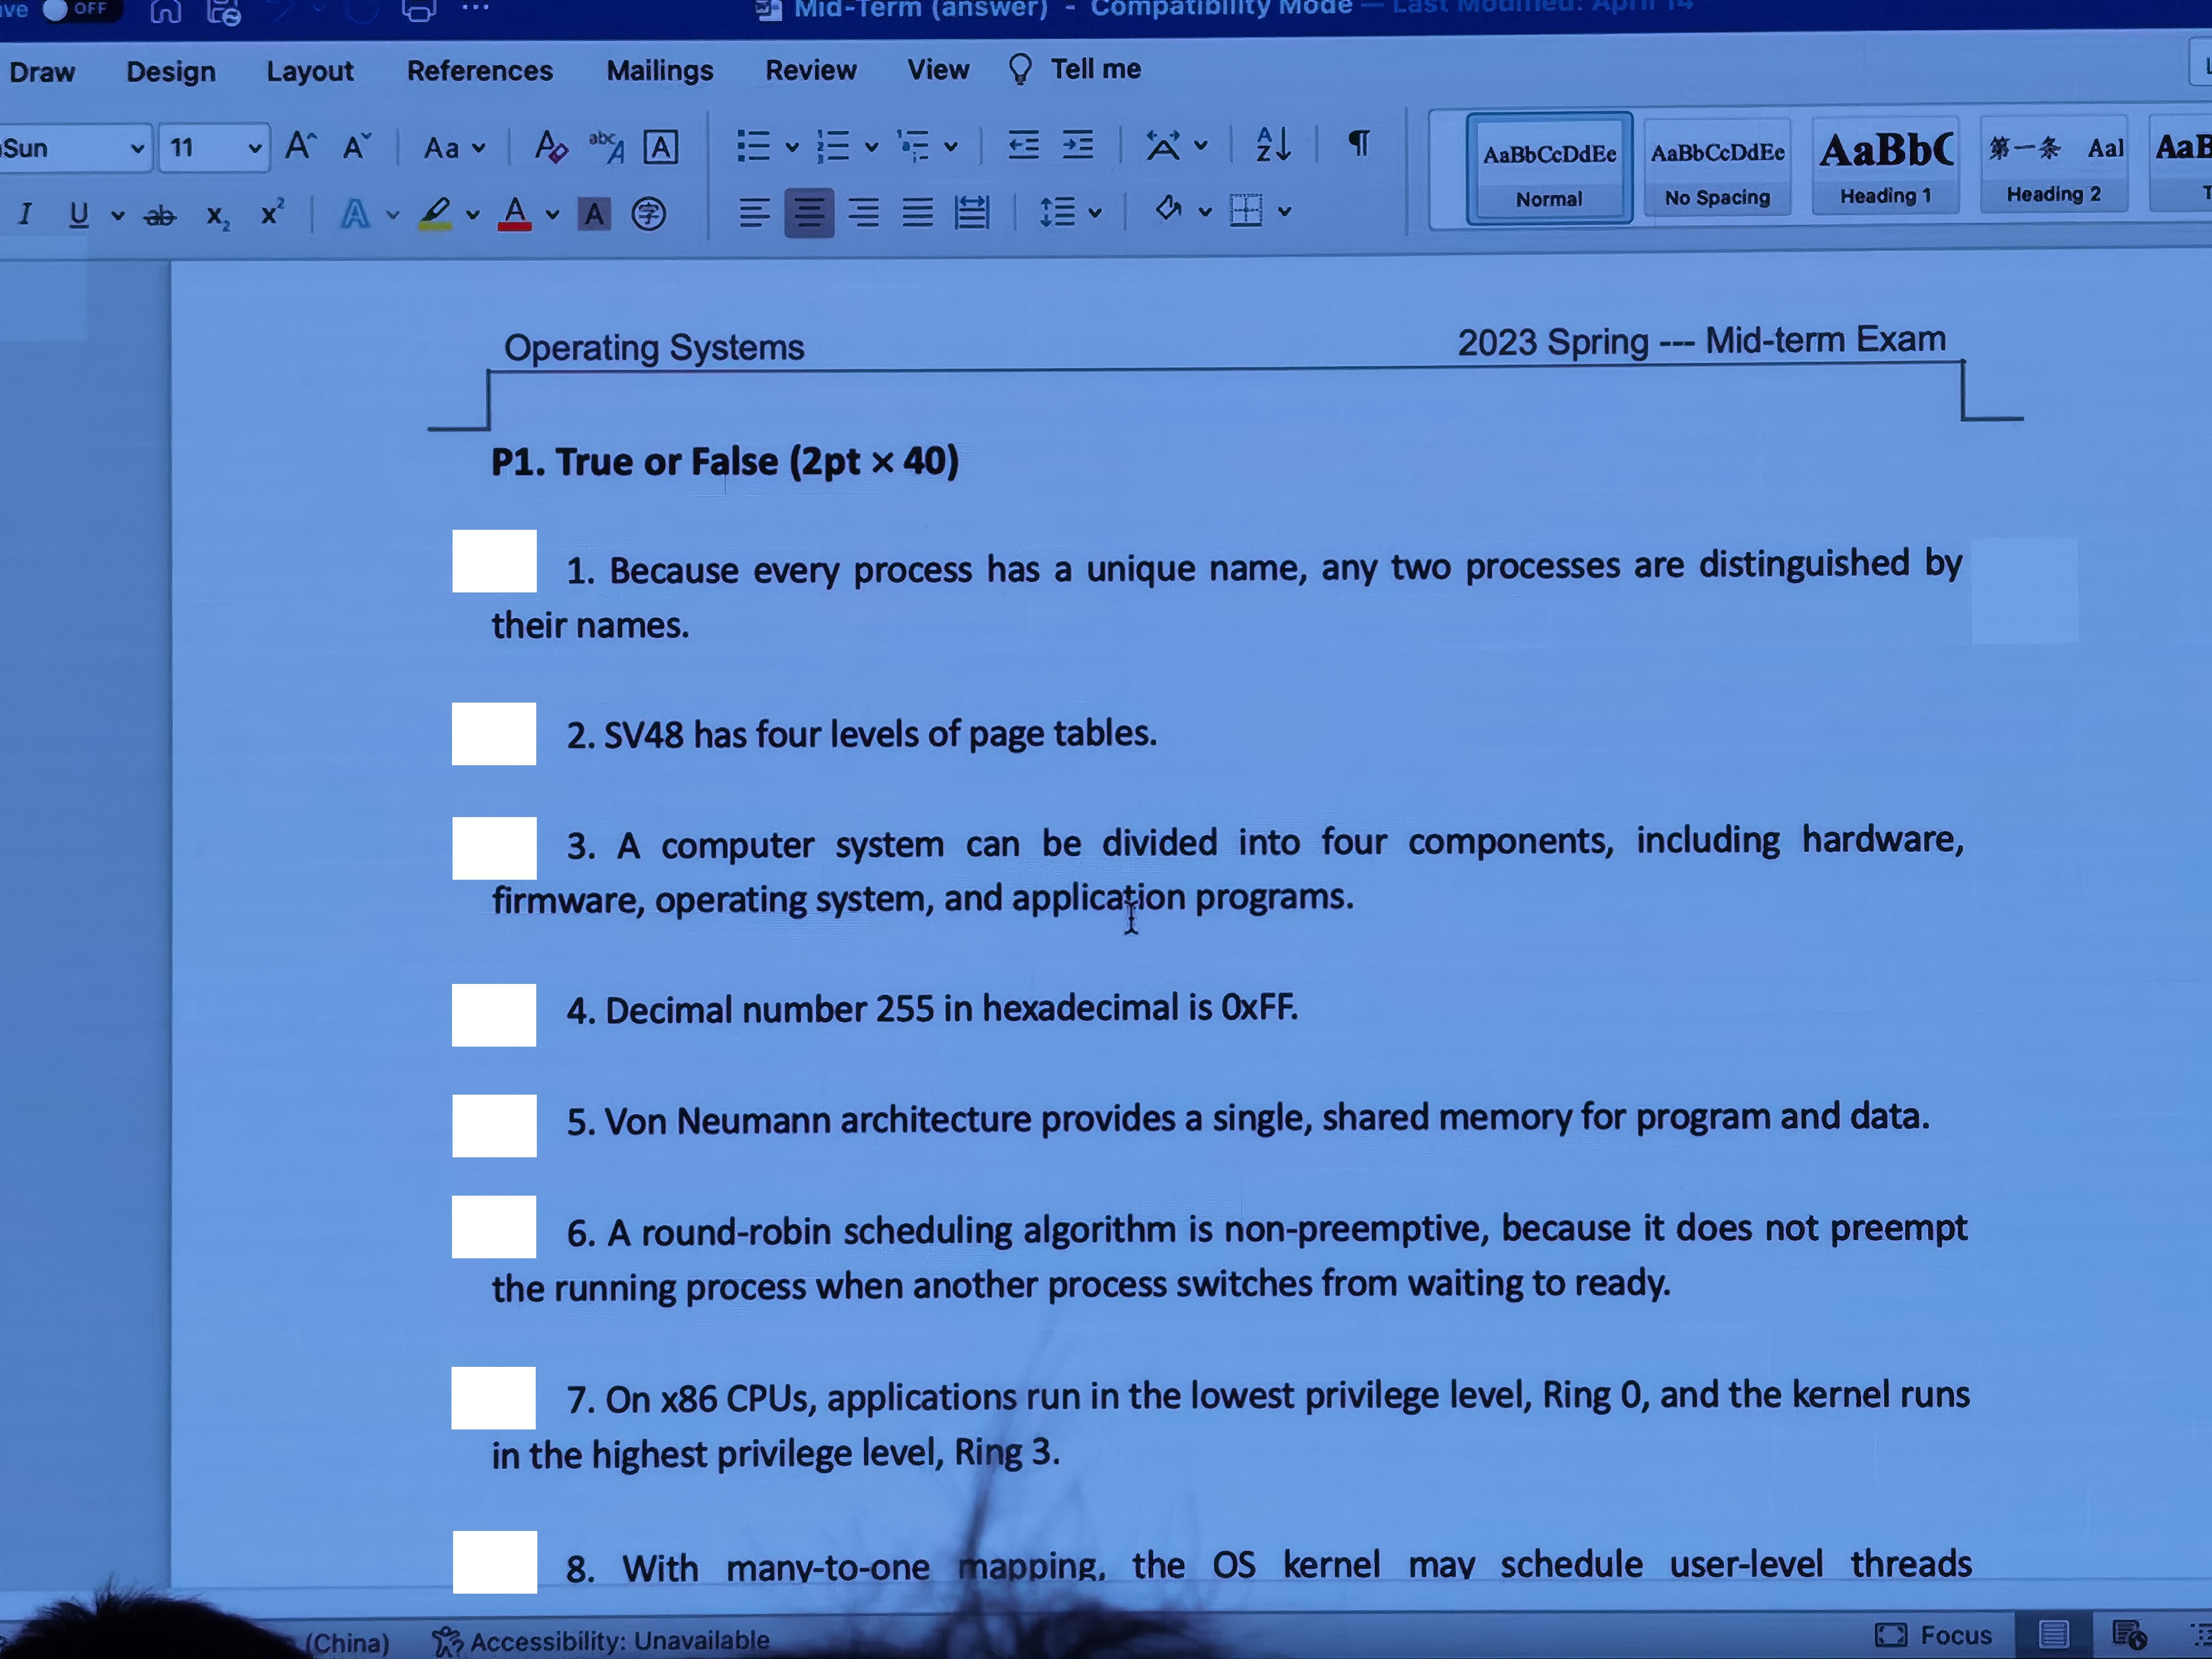 ve OFF Mid-Term (answer) - Compatibility Mode — Last Modified: April 14
Draw Design Layout References Mailings Review View Tell me
Sun 11 A A Aa A abc A A A Z ¶ AaBbCcDdEe AaBbCcDdEe AaBbC 第一条 AaI AaB
Normal No Spacing Heading 1 Heading 2 T
I U ab x2 x2 A A A 字
Operating Systems 2023 Spring --- Mid-term Exam
P1. True or False (2pt × 40)
1. Because every process has a unique name, any two processes are distinguished by
their names.
2. SV48 has four levels of page tables.
3. A computer system can be divided into four components, including hardware,
firmware, operating system, and application programs.
4. Decimal number 255 in hexadecimal is 0xFF.
5. Von Neumann architecture provides a single, shared memory for program and data.
6. A round-robin scheduling algorithm is non-preemptive, because it does not preempt
the running process when another process switches from waiting to ready.
7. On x86 CPUs, applications run in the lowest privilege level, Ring 0, and the kernel runs
in the highest privilege level, Ring 3.
8. With many-to-one mapping, the OS kernel may schedule user-level threads
(China) Accessibility: Unavailable Focus